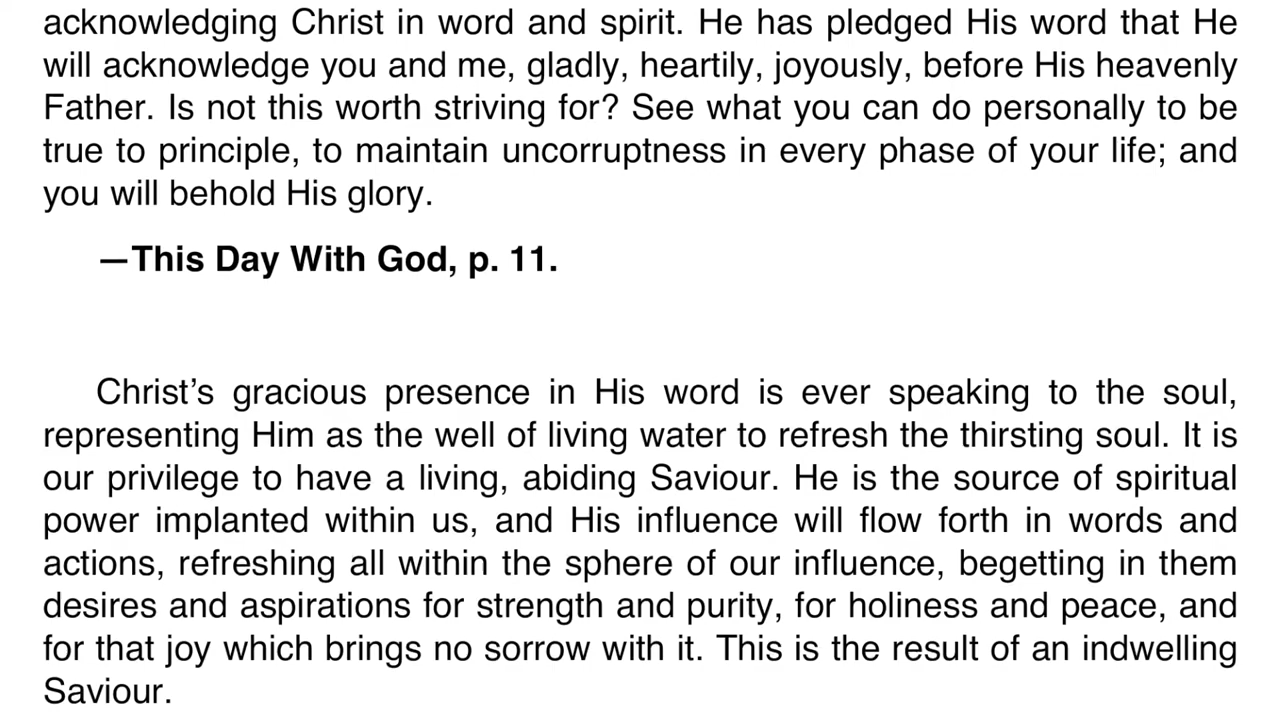 acknowledging Christ in word and spirit. He has pledged His word that He
will acknowledge you and me, gladly, heartily, joyously, before His heavenly
Father. Is not this worth striving for? See what you can do personally to be
true to principle, to maintain uncorruptness in every phase of your life; and
you will behold His glory.
—This Day With God, p. 11.
Christ’s gracious presence in His word is ever speaking to the soul,
representing Him as the well of living water to refresh the thirsting soul. It is
our privilege to have a living, abiding Saviour. He is the source of spiritual
power implanted within us, and His influence will flow forth in words and
actions, refreshing all within the sphere of our influence, begetting in them
desires and aspirations for strength and purity, for holiness and peace, and
for that joy which brings no sorrow with it. This is the result of an indwelling
Saviour.